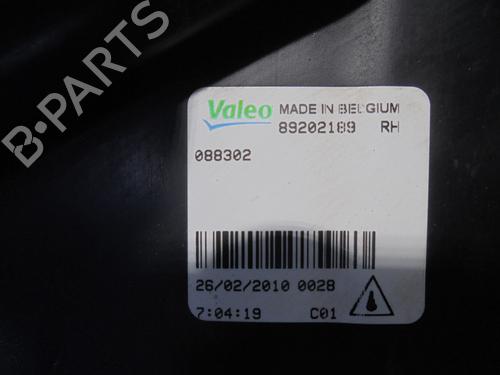 B-PARTS
Valeo MADE IN BELGIUM
89202189 RH
088302
26/02/2010 0028
7:04:19 C01